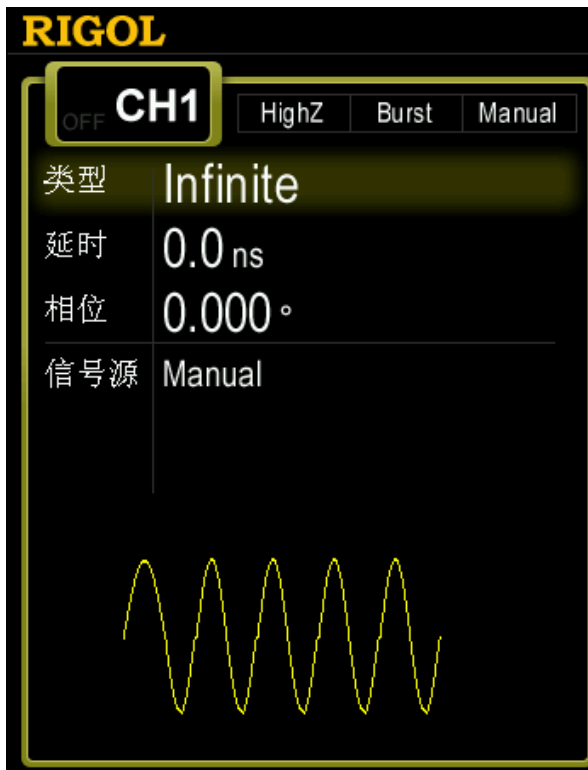 RIGOL
OFF CH1 HighZ Burst Manual
类型 Infinite
延时 0.0 ns
相位 0.000 °
信号源 Manual